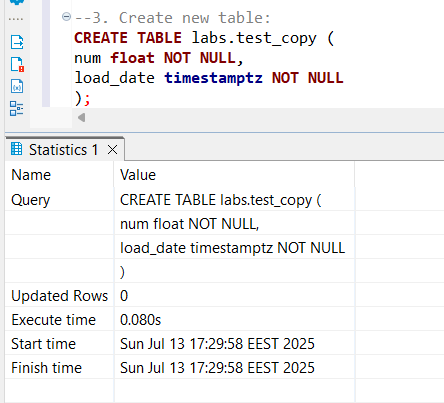 --3. Create new table:
CREATE TABLE labs.test_copy (
num float NOT NULL,
load_date timestamptz NOT NULL
);
Statistics 1
Name Value
Query CREATE TABLE labs.test_copy (
num float NOT NULL,
load_date timestamptz NOT NULL
)
Updated Rows 0
Execute time 0.080s
Start time Sun Jul 13 17:29:58 EEST 2025
Finish time Sun Jul 13 17:29:58 EEST 2025